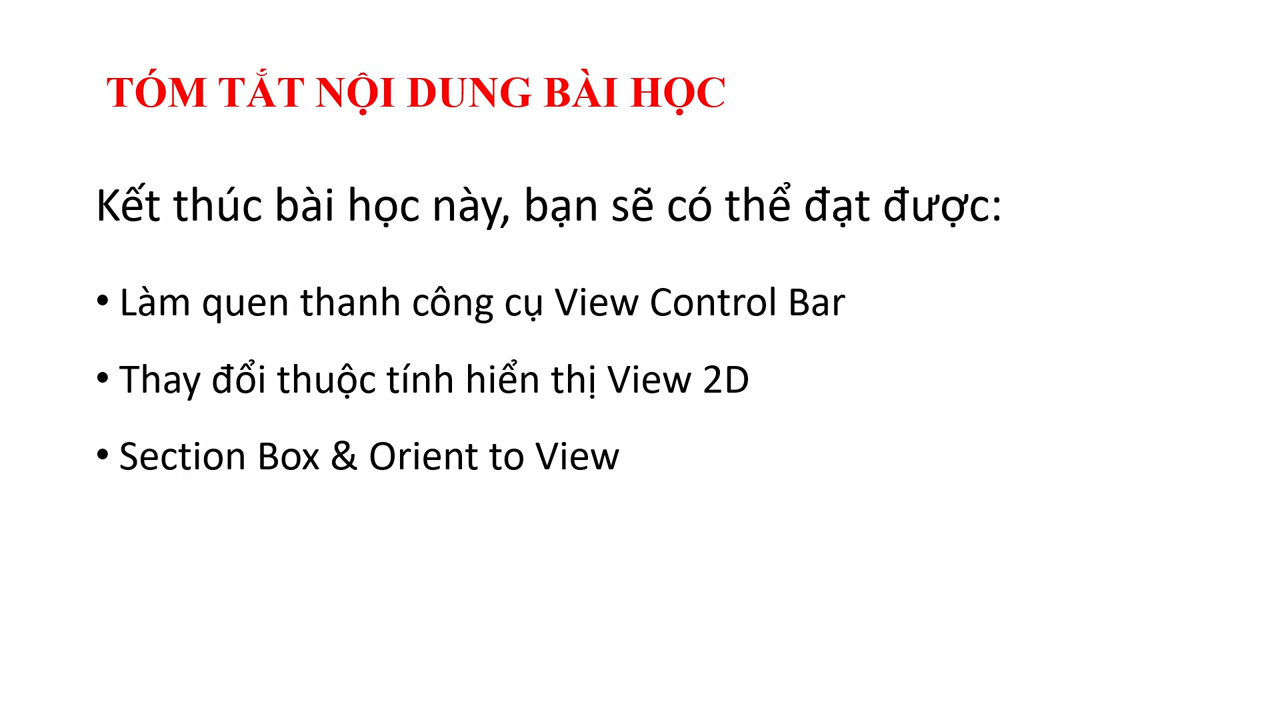 TÓM TẮT NỘI DUNG BÀI HỌC
Kết thúc bài học này, bạn sẽ có thể đạt được:
• Làm quen thanh công cụ View Control Bar
• Thay đổi thuộc tính hiển thị View 2D
• Section Box & Orient to View